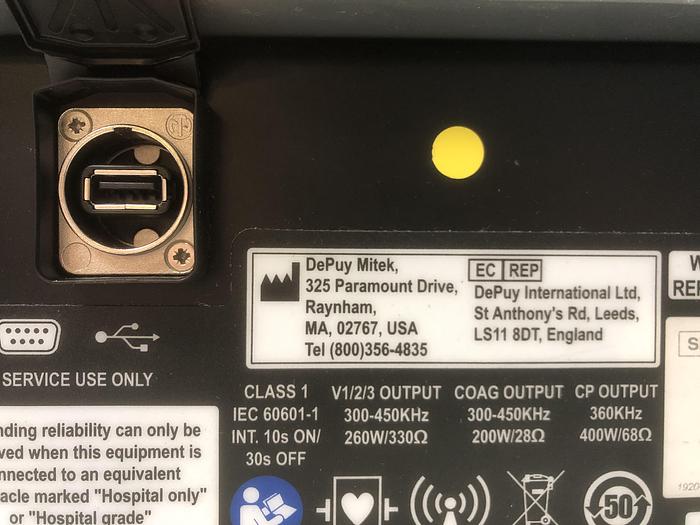 DePuy Mitek,
325 Paramount Drive,
Raynham,
MA, 02767, USA
Tel (800)356-4835
EC REP
DePuy International Ltd,
St Anthony's Rd, Leeds,
LS11 8DT, England
SERVICE USE ONLY
CLASS 1
IEC 60601-1
INT. 10s ON/
30s OFF
V1/2/3 OUTPUT
300-450KHz
260W/330Ω
COAG OUTPUT
300-450KHz
200W/28Ω
CP OUTPUT
360KHz
400W/68Ω
nding reliability can only be
ved when this equipment is
nnected to an equivalent
acle marked "Hospital only"
or "Hospital grade"
50
W
RE
S
1920